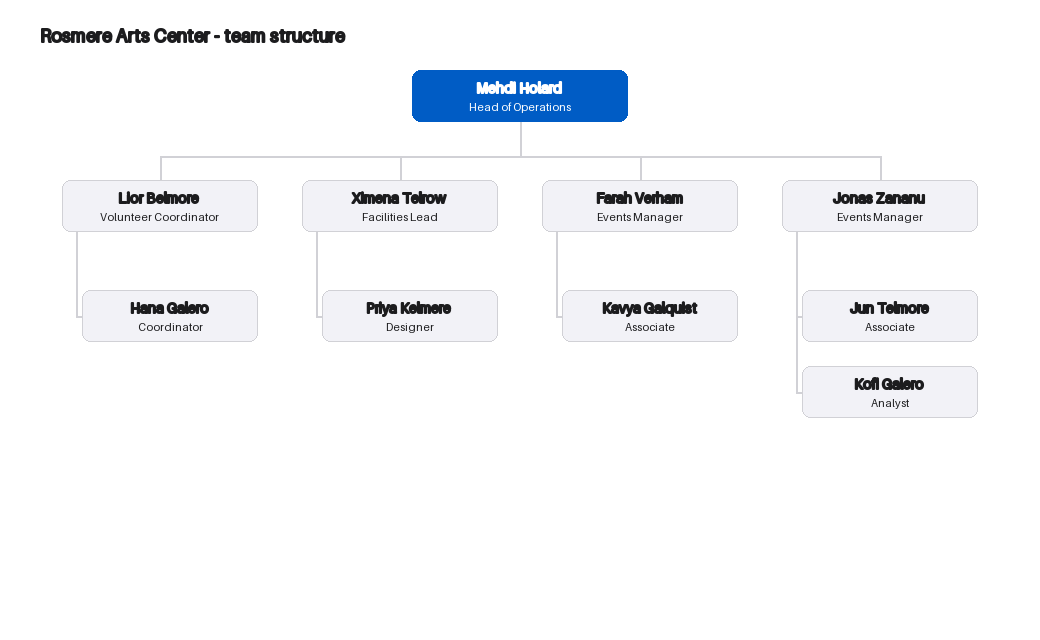 Rosmere Arts Center - team structure
Mehdi Holard
Head of Operations
Lior Belmore
Volunteer Coordinator
Ximena Telrow
Facilities Lead
Farah Verham
Events Manager
Jonas Zananu
Events Manager
Hana Galero
Coordinator
Priya Kelmere
Designer
Kavya Galquist
Associate
Jun Telmore
Associate
Kofi Galero
Analyst